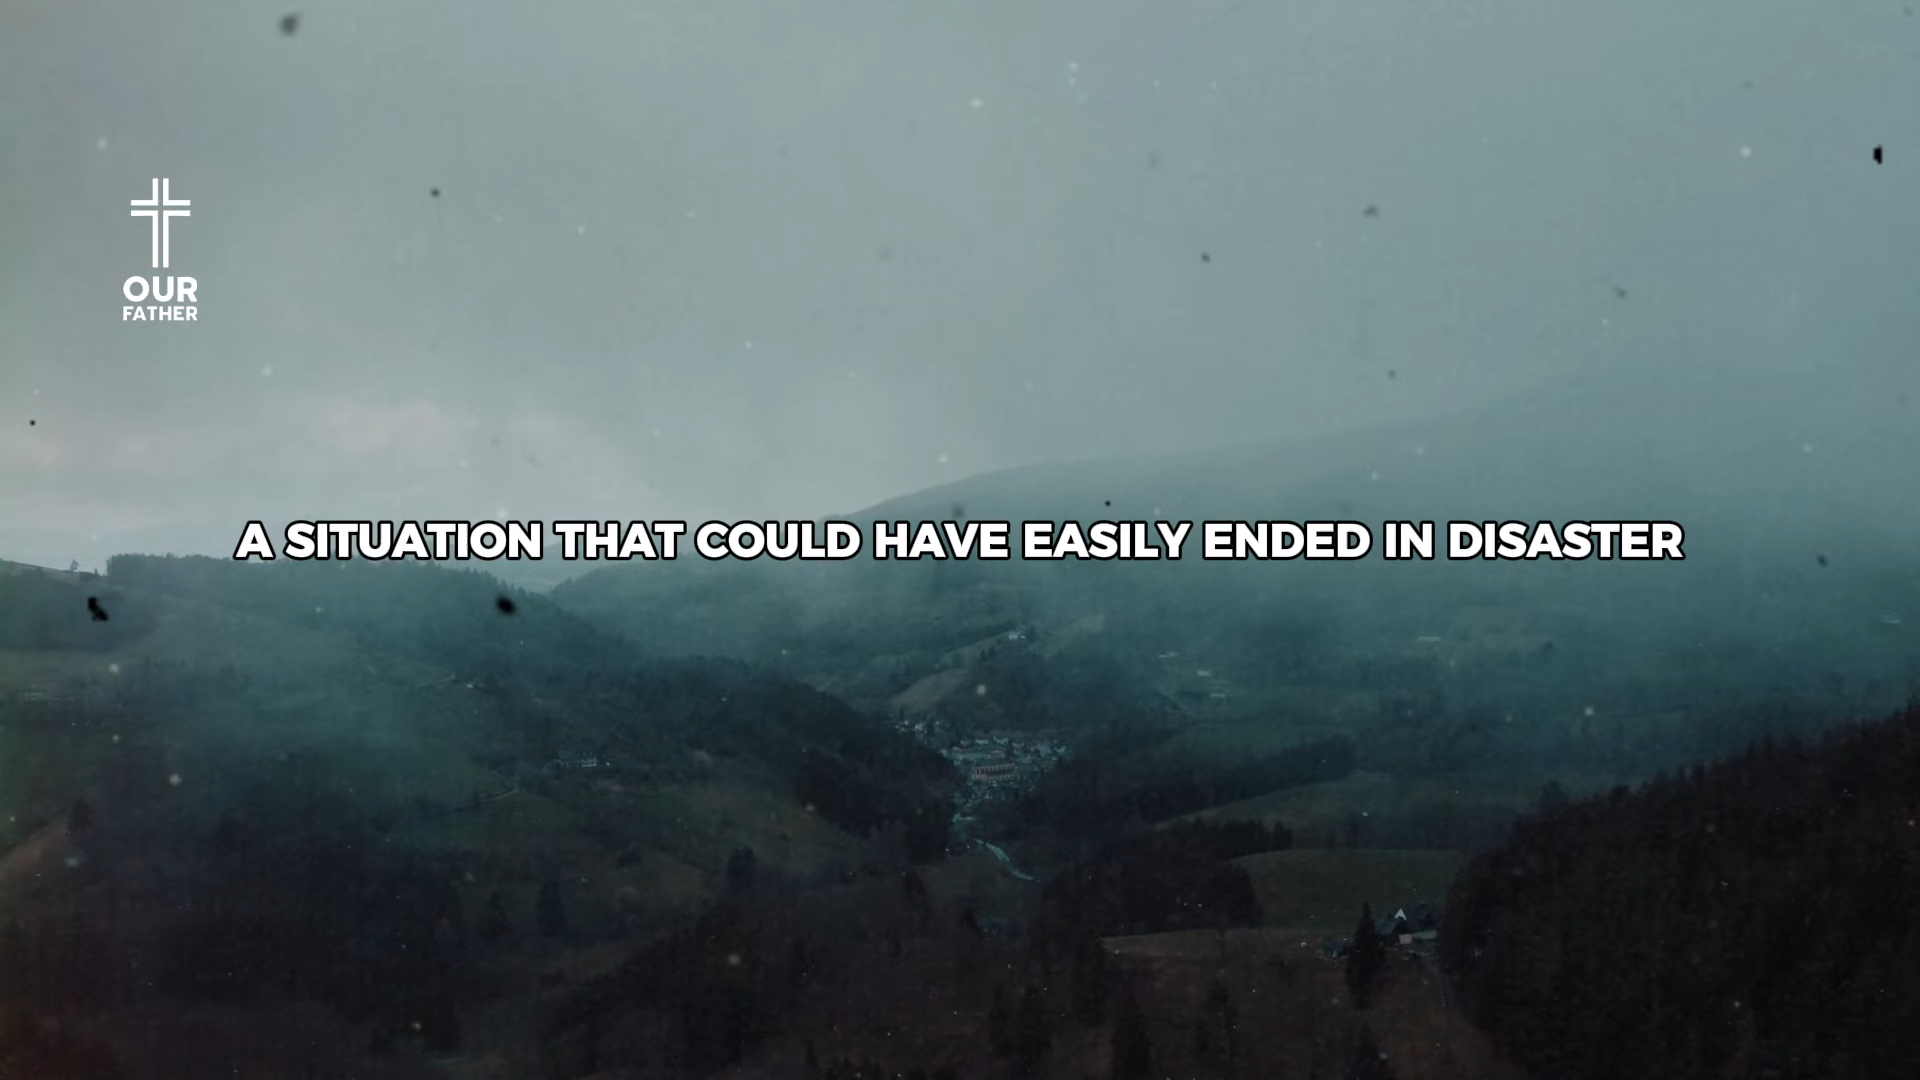 OUR
FATHER
A SITUATION THAT COULD HAVE EASILY ENDED IN DISASTER